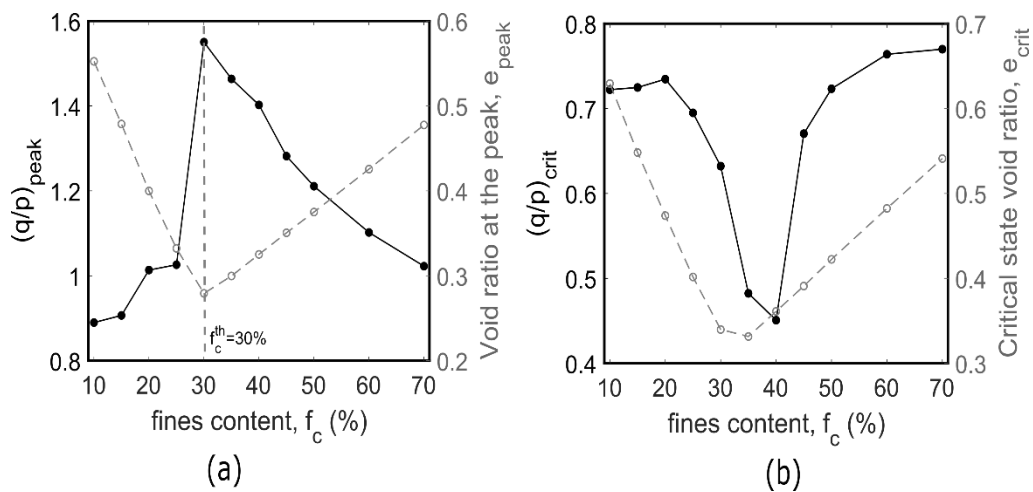 1.6
1.4
1.2
1
0.8
(q/p)peak
0.6
0.5
0.4
0.3
0.2
Void ratio at the peak, epeak
fcth=30%
10 20 30 40 50 60 70
fines content, fc (%)
(a)
0.8
0.7
0.6
0.5
0.4
(q/p)crit
0.7
0.6
0.5
0.4
0.3
Critical state void ratio, ecrit
10 20 30 40 50 60 70
fines content, fc (%)
(b)